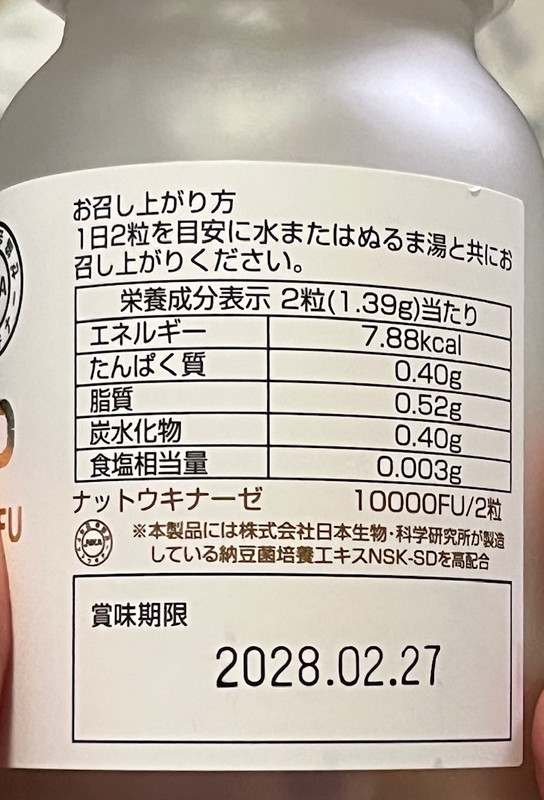 お召し上がり方
1日2粒を目安に水またはぬるま湯と共にお
召し上がりください。
栄養成分表示 2粒(1.39g)当たり
エネルギー 7.88kcal
たんぱく質 0.40g
脂質 0.52g
炭水化物 0.40g
食塩相当量 0.003g
ナットウキナーゼ 10000FU/2粒
※本製品には株式会社日本生物・科学研究所が製造
している納豆菌培養エキスNSK-SDを高配合
賞味期限
2028.02.27
FU